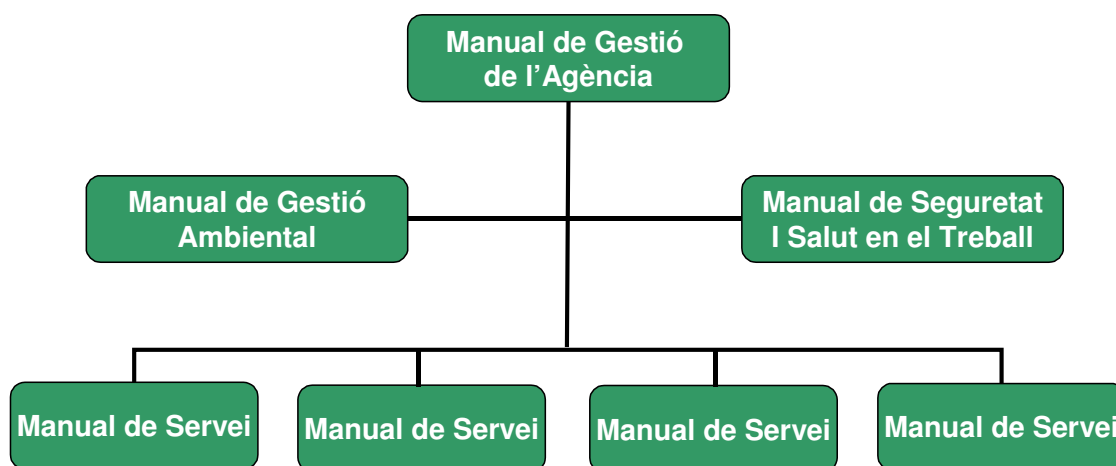 Manual de Gestió
de l’Agència
Manual de Gestió
Ambiental
Manual de Seguretat
I Salut en el Treball
Manual de Servei
Manual de Servei
Manual de Servei
Manual de Servei